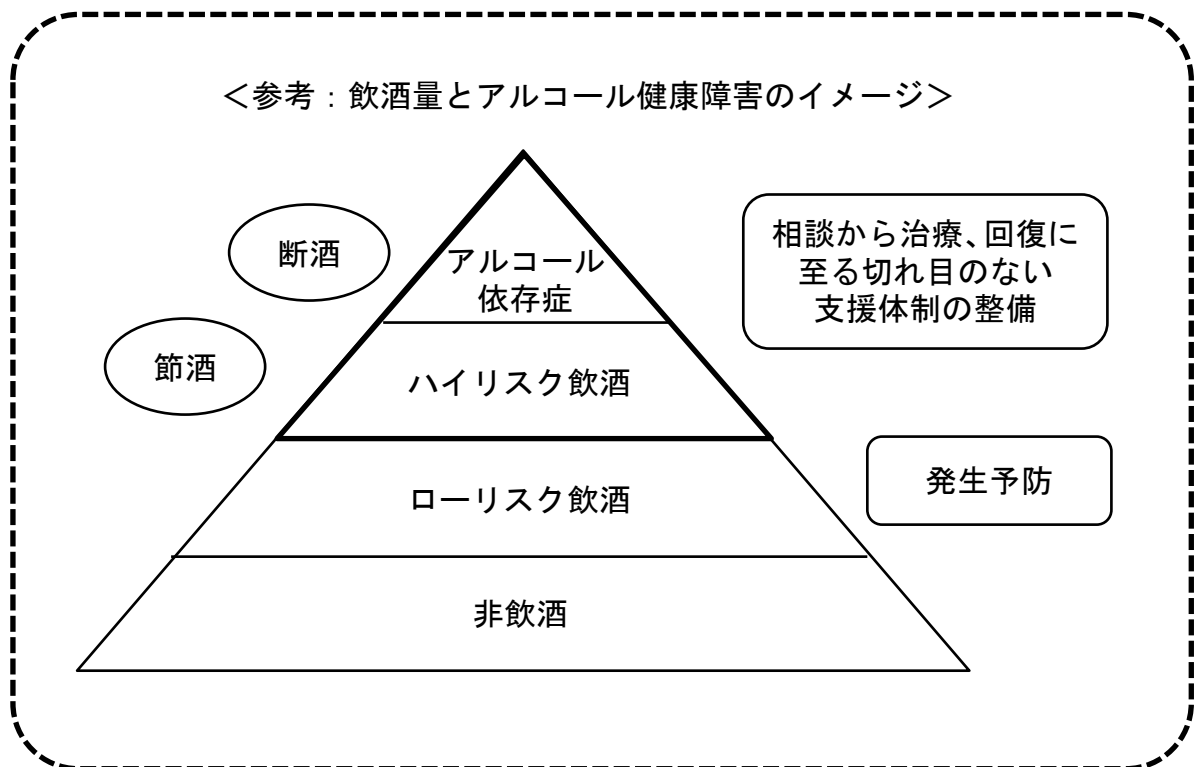 ＜参考：飲酒量とアルコール健康障害のイメージ＞
断酒
アルコール
依存症
相談から治療、回復に
至る切れ目のない
支援体制の整備
節酒
ハイリスク飲酒
ローリスク飲酒
発生予防
非飲酒